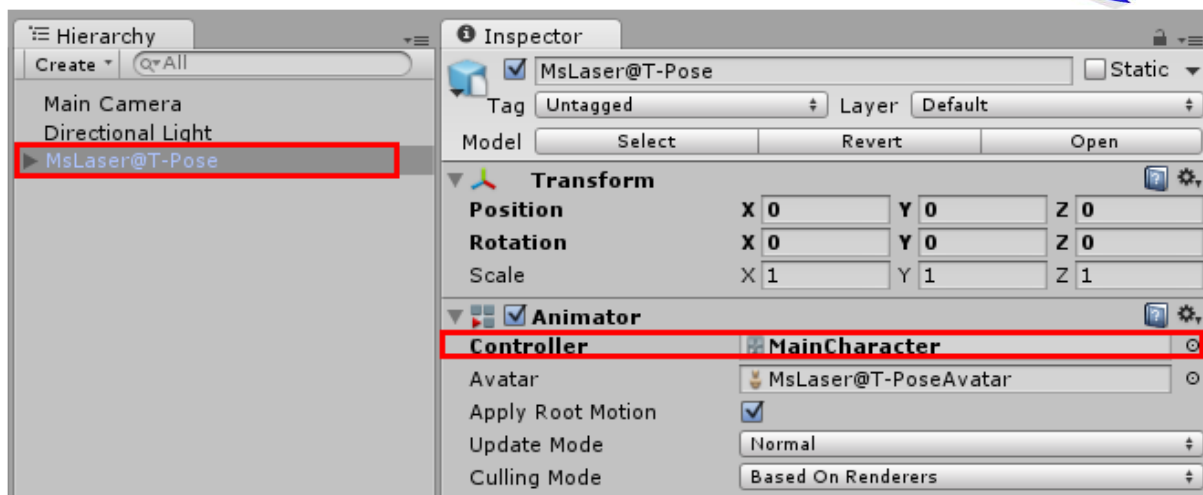 Hierarchy
Create All
Main Camera
Directional Light
MsLaser@T-Pose
Inspector
MsLaser@T-Pose Static
Tag Untagged Layer Default
Model Select Revert Open
Transform
Position X 0 Y 0 Z 0
Rotation X 0 Y 0 Z 0
Scale X 1 Y 1 Z 1
Animator
Controller MainCharacter
Avatar MsLaser@T-PoseAvatar
Apply Root Motion
Update Mode Normal
Culling Mode Based On Renderers